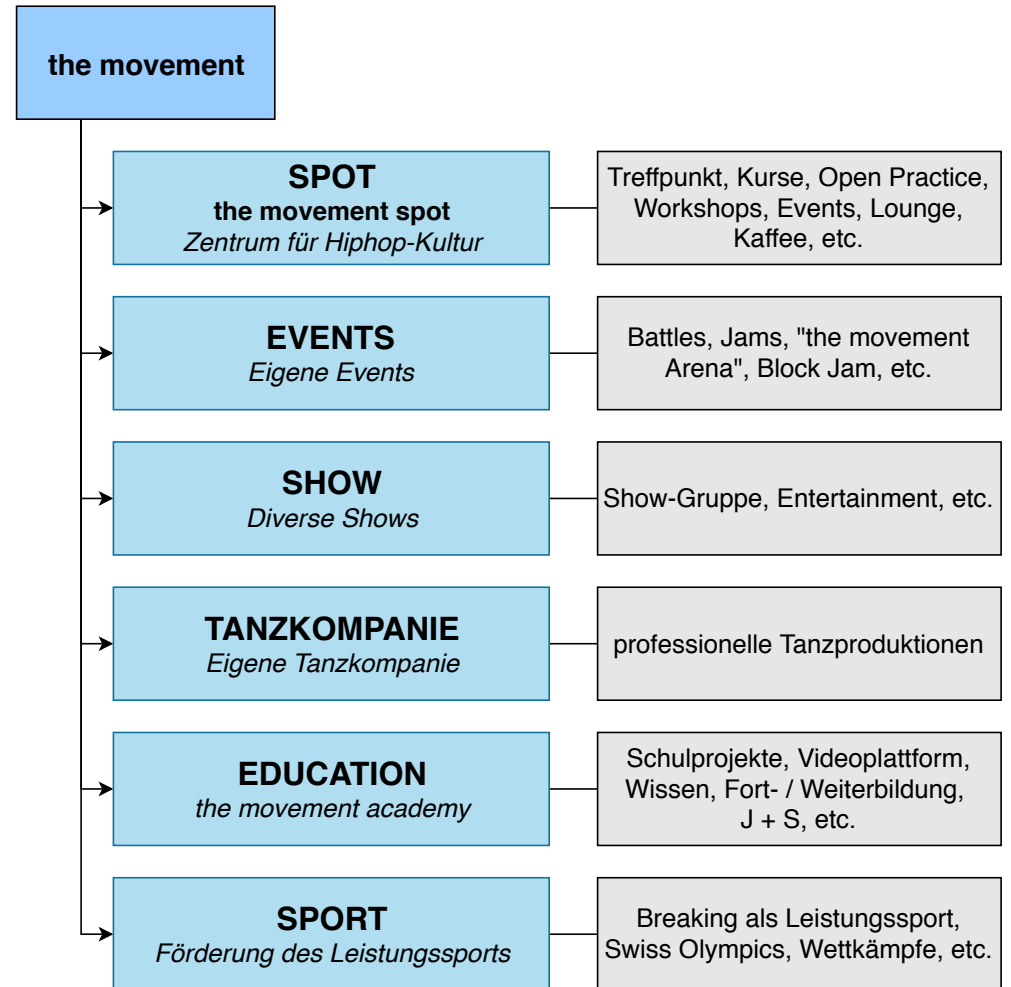 the movement
SPOT
the movement spot
Zentrum für Hiphop-Kultur
Treffpunkt, Kurse, Open Practice,
Workshops, Events, Lounge,
Kaffee, etc.
EVENTS
Eigene Events
Battles, Jams, "the movement
Arena", Block Jam, etc.
SHOW
Diverse Shows
Show-Gruppe, Entertainment, etc.
TANZKOMPANIE
Eigene Tanzkompanie
professionelle Tanzproduktionen
EDUCATION
the movement academy
Schulprojekte, Videoplattform,
Wissen, Fort- / Weiterbildung,
J + S, etc.
SPORT
Förderung des Leistungssports
Breaking als Leistungssport,
Swiss Olympics, Wettkämpfe, etc.